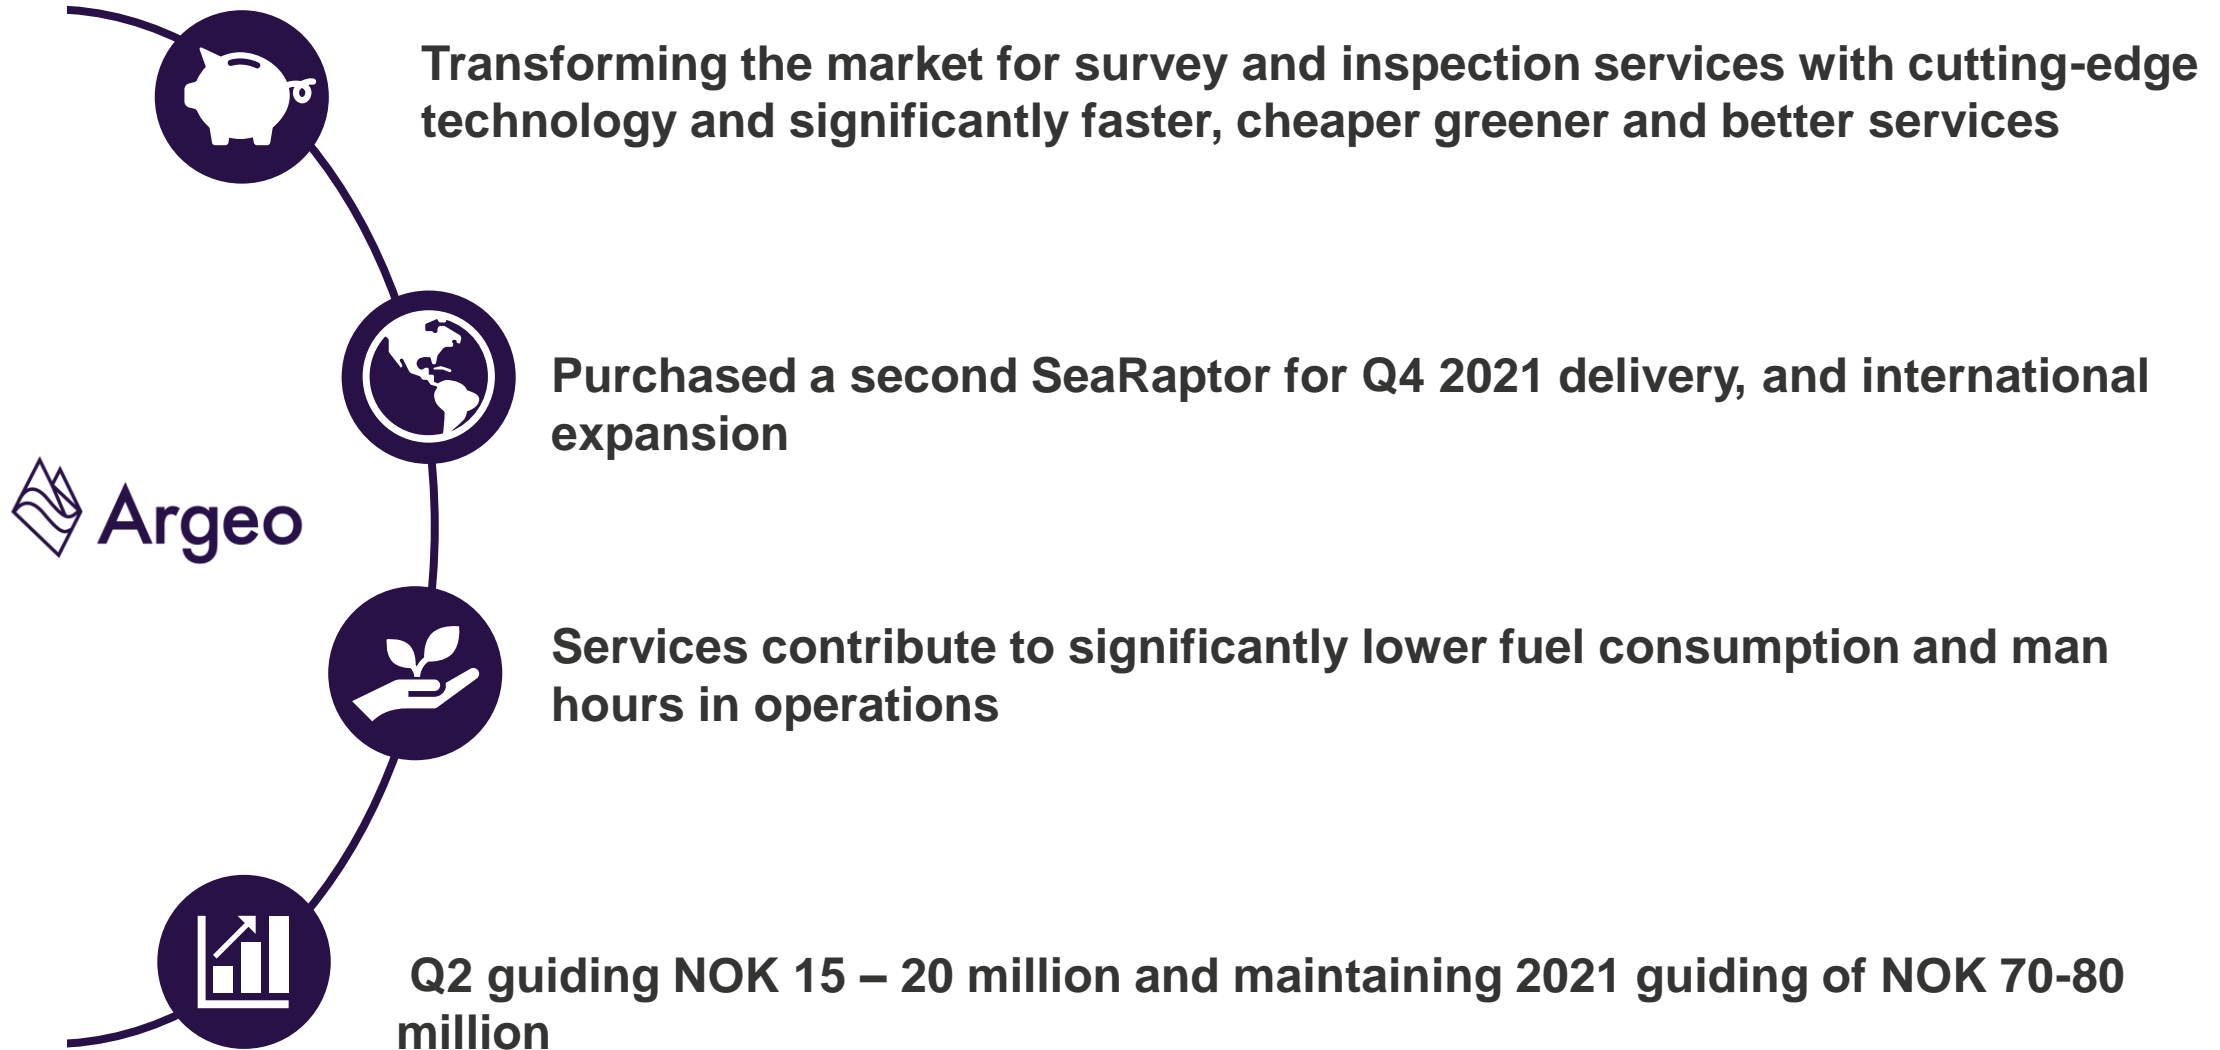 Transforming the market for survey and inspection services with cutting-edge
technology and significantly faster, cheaper greener and better services
Purchased a second SeaRaptor for Q4 2021 delivery, and international
expansion
Argeo
Services contribute to significantly lower fuel consumption and man
hours in operations
Q2 guiding NOK 15 – 20 million and maintaining 2021 guiding of NOK 70-80
million